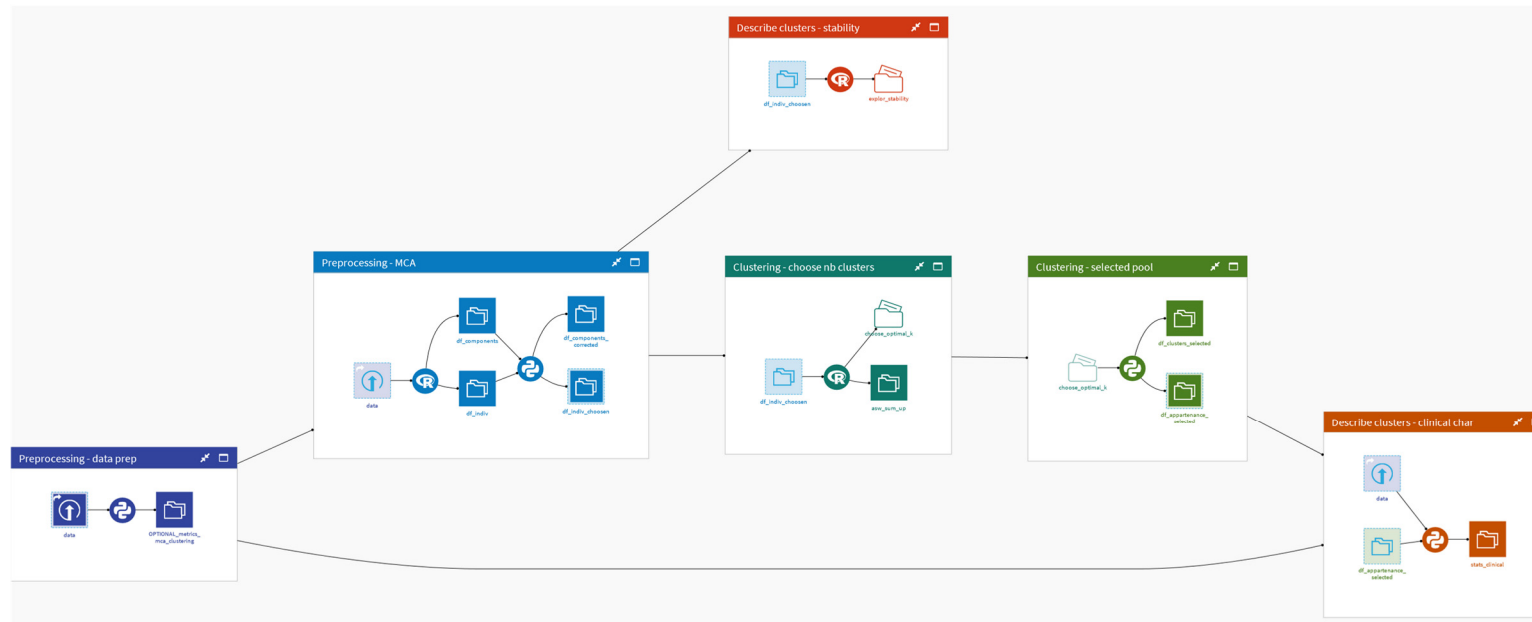 Describe clusters - stability
df_indiv_choosen
explor_stability
Preprocessing - MCA
df_components
df_components_
corrected
data
df_indiv
df_indiv_choosen
Clustering - choose nb clusters
choose_optimal_k
df_indiv_choosen
asw_sum_up
Clustering - selected pool
df_clusters_selected
choose_optimal_k
df_appartenance_
selected
Preprocessing - data prep
data
OPTIONAL_metrics_
mca_clustering
Describe clusters - clinical char
data
df_appartenance_
selected
stats_clinical